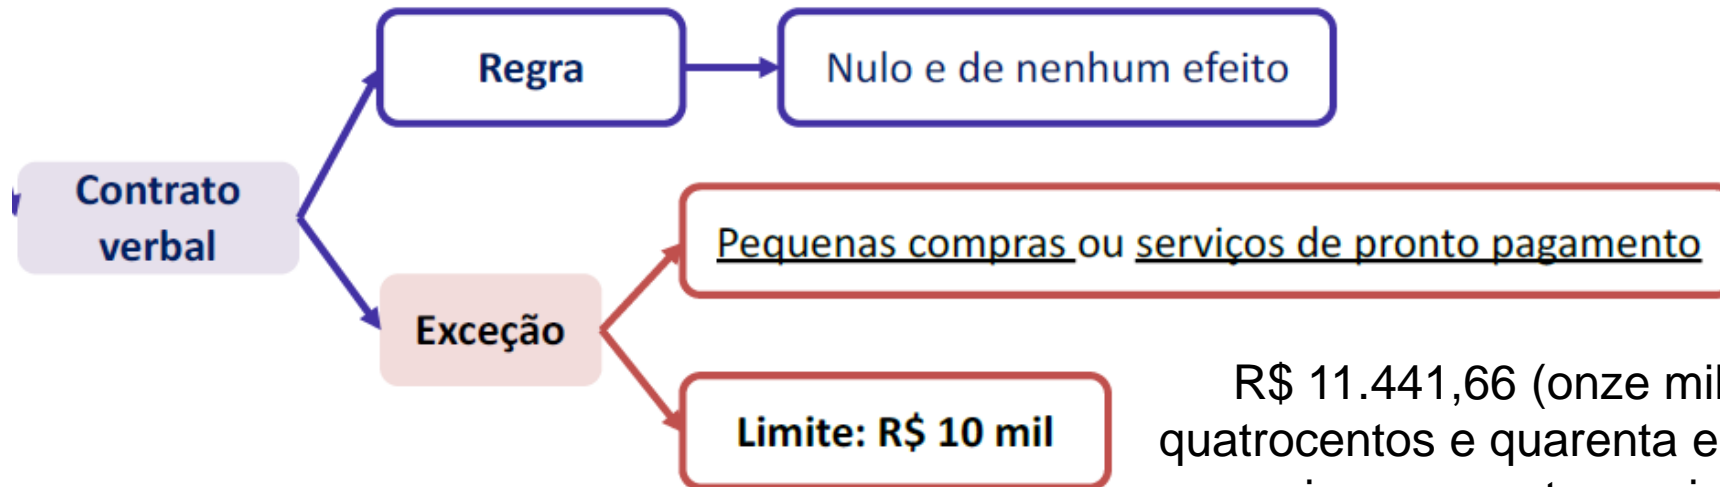 Regra
Nulo e de nenhum efeito
Contrato
verbal
Pequenas compras ou serviços de pronto pagamento
Exceção
Limite: R$ 10 mil
R$ 11.441,66 (onze mil
quatrocentos e quarenta e